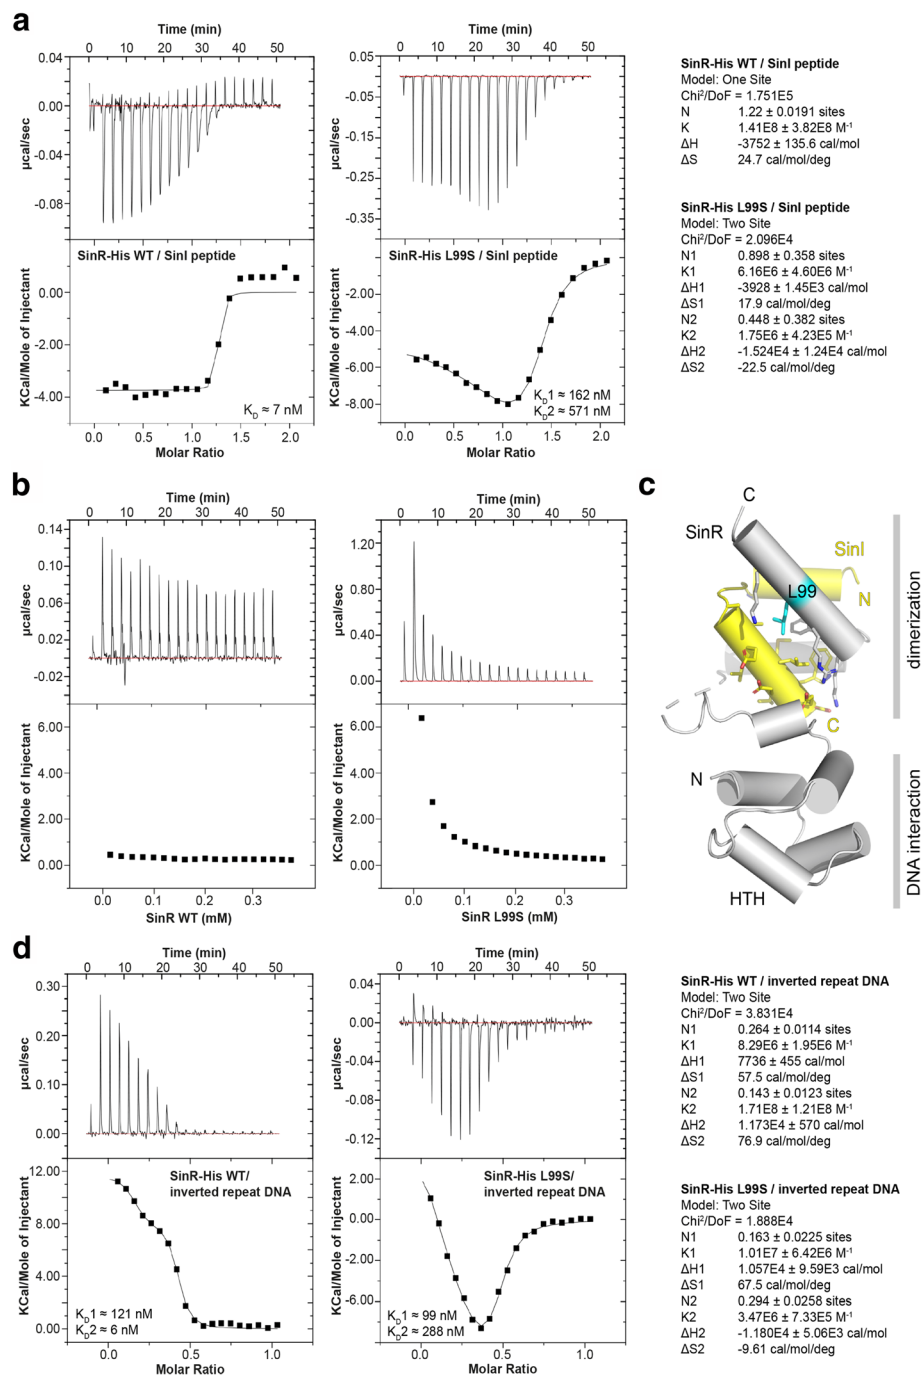 a
Time (min)
0 10 20 30 40 50
0.04
0.00
-0.04
-0.08
µcal/sec
SinR-His WT / SinI peptide
0.00
-2.00
-4.00
KCal/Mole of Injectant
K_D ≈ 7 nM
0.0 0.5 1.0 1.5 2.0
Molar Ratio
Time (min)
0 10 20 30 40 50
0.05
-0.05
-0.15
-0.25
-0.35
µcal/sec
SinR-His L99S / SinI peptide
-2.00
-4.00
-6.00
-8.00
KCal/Mole of Injectant
K_D1 ≈ 162 nM
K_D2 ≈ 571 nM
0.0 0.5 1.0 1.5 2.0
Molar Ratio
SinR-His WT / SinI peptide
Model: One Site
Chi²/DoF = 1.751E5
N 1.22 ± 0.0191 sites
K 1.41E8 ± 3.82E8 M⁻¹
ΔH -3752 ± 135.6 cal/mol
ΔS 24.7 cal/mol/deg
SinR-His L99S / SinI peptide
Model: Two Site
Chi²/DoF = 2.096E4
N1 0.898 ± 0.358 sites
K1 6.16E6 ± 4.60E6 M⁻¹
ΔH1 -3928 ± 1.45E3 cal/mol
ΔS1 17.9 cal/mol/deg
N2 0.448 ± 0.382 sites
K2 1.75E6 ± 4.23E5 M⁻¹
ΔH2 -1.524E4 ± 1.24E4 cal/mol
ΔS2 -22.5 cal/mol/deg
b
Time (min)
0 10 20 30 40 50
0.14
0.10
0.06
0.02
-0.02
µcal/sec
6.00
4.00
2.00
0.00
KCal/Mole of Injectant
0.0 0.1 0.2 0.3
SinR WT (mM)
Time (min)
0 10 20 30 40 50
1.20
0.80
0.40
0.00
µcal/sec
6.00
4.00
2.00
0.00
KCal/Mole of Injectant
0.0 0.1 0.2 0.3
SinR L99S (mM)
c
C
SinR
SinI
L99
N
C
N
HTH
dimerization
DNA interaction
d
Time (min)
0 10 20 30 40 50
0.30
0.20
0.10
0.00
µcal/sec
SinR-His WT/
inverted repeat DNA
12.00
8.00
4.00
0.00
KCal/Mole of Injectant
K_D1 ≈ 121 nM
K_D2 ≈ 6 nM
0.0 0.5 1.0
Molar Ratio
Time (min)
0 10 20 30 40 50
0.04
0.00
-0.04
-0.08
-0.12
µcal/sec
SinR-His L99S/
inverted repeat DNA
2.00
0.00
-2.00
-6.00
KCal/Mole of Injectant
K_D1 ≈ 99 nM
K_D2 ≈ 288 nM
0.0 0.5 1.0
Molar Ratio
SinR-His WT / inverted repeat DNA
Model: Two Site
Chi²/DoF = 3.831E4
N1 0.264 ± 0.0114 sites
K1 8.29E6 ± 1.95E6 M⁻¹
ΔH1 7736 ± 455 cal/mol
ΔS1 57.5 cal/mol/deg
N2 0.143 ± 0.0123 sites
K2 1.71E8 ± 1.21E8 M⁻¹
ΔH2 1.173E4 ± 570 cal/mol
ΔS2 76.9 cal/mol/deg
SinR-His L99S / inverted repeat DNA
Model: Two Site
Chi²/DoF = 1.888E4
N1 0.163 ± 0.0225 sites
K1 1.01E7 ± 6.42E6 M⁻¹
ΔH1 1.057E4 ± 9.59E3 cal/mol
ΔS1 67.5 cal/mol/deg
N2 0.294 ± 0.0258 sites
K2 3.47E6 ± 7.33E5 M⁻¹
ΔH2 -1.180E4 ± 5.06E3 cal/mol
ΔS2 -9.61 cal/mol/deg